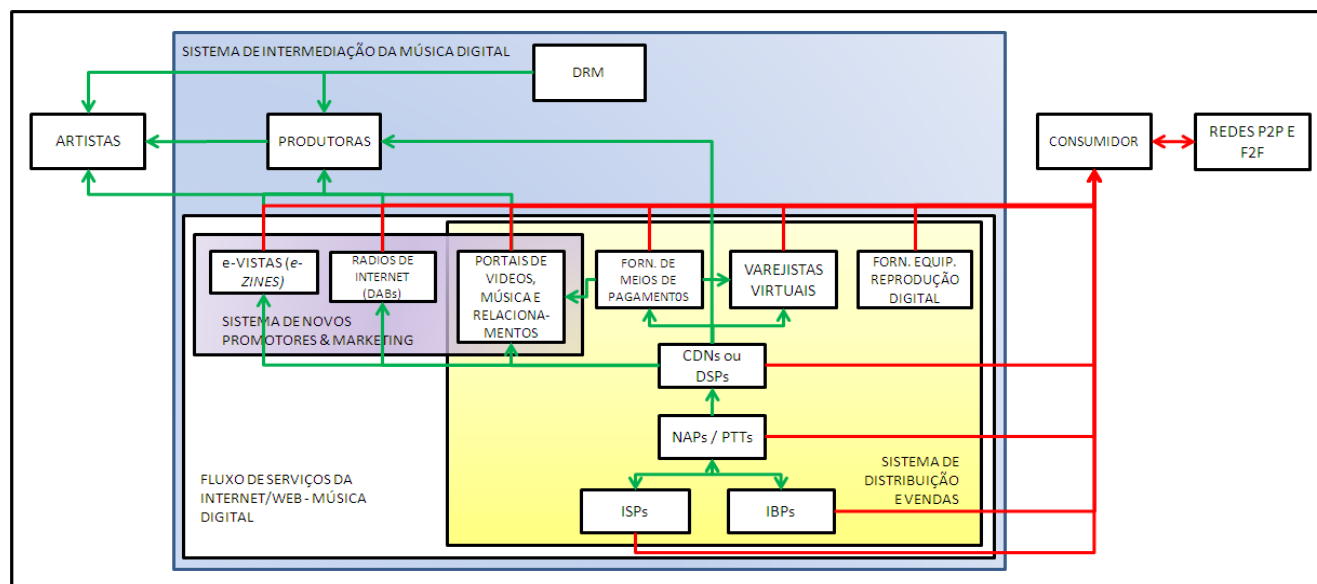 SISTEMA DE INTERMEDIAÇÃO DA MÚSICA DIGITAL
DRM
ARTISTAS
PRODUTORAS
CONSUMIDOR
REDES P2P E
F2F
e-VISTAS (e-
ZINES)
RADIOS DE
INTERNET
(DABs)
PORTAIS DE
VIDEOS,
MÚSICA E
RELACIONA-
MENTOS
FORN. DE
MEIOS DE
PAGAMENTOS
VAREJISTAS
VIRTUAIS
FORN. EQUIP.
REPRODUÇÃO
DIGITAL
SISTEMA DE NOVOS
PROMOTORES & MARKETING
CDNs ou
DSPs
NAPs / PTTs
FLUXO DE SERVIÇOS DA
INTERNET/WEB - MÚSICA
DIGITAL
SISTEMA DE
DISTRIBUIÇÃO
E VENDAS
ISPs
IBPs